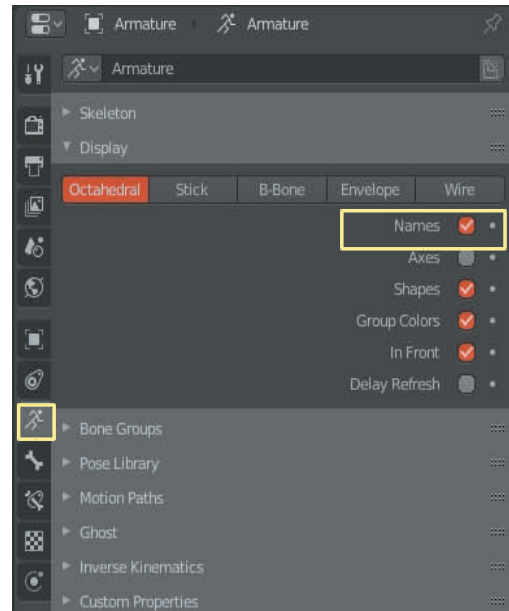 Armature Armature
Armature
Skeleton
Display
Octahedral Stick B-Bone Envelope Wire
Names
Axes
Shapes
Group Colors
In Front
Delay Refresh
Bone Groups
Pose Library
Motion Paths
Ghost
Inverse Kinematics
Custom Properties